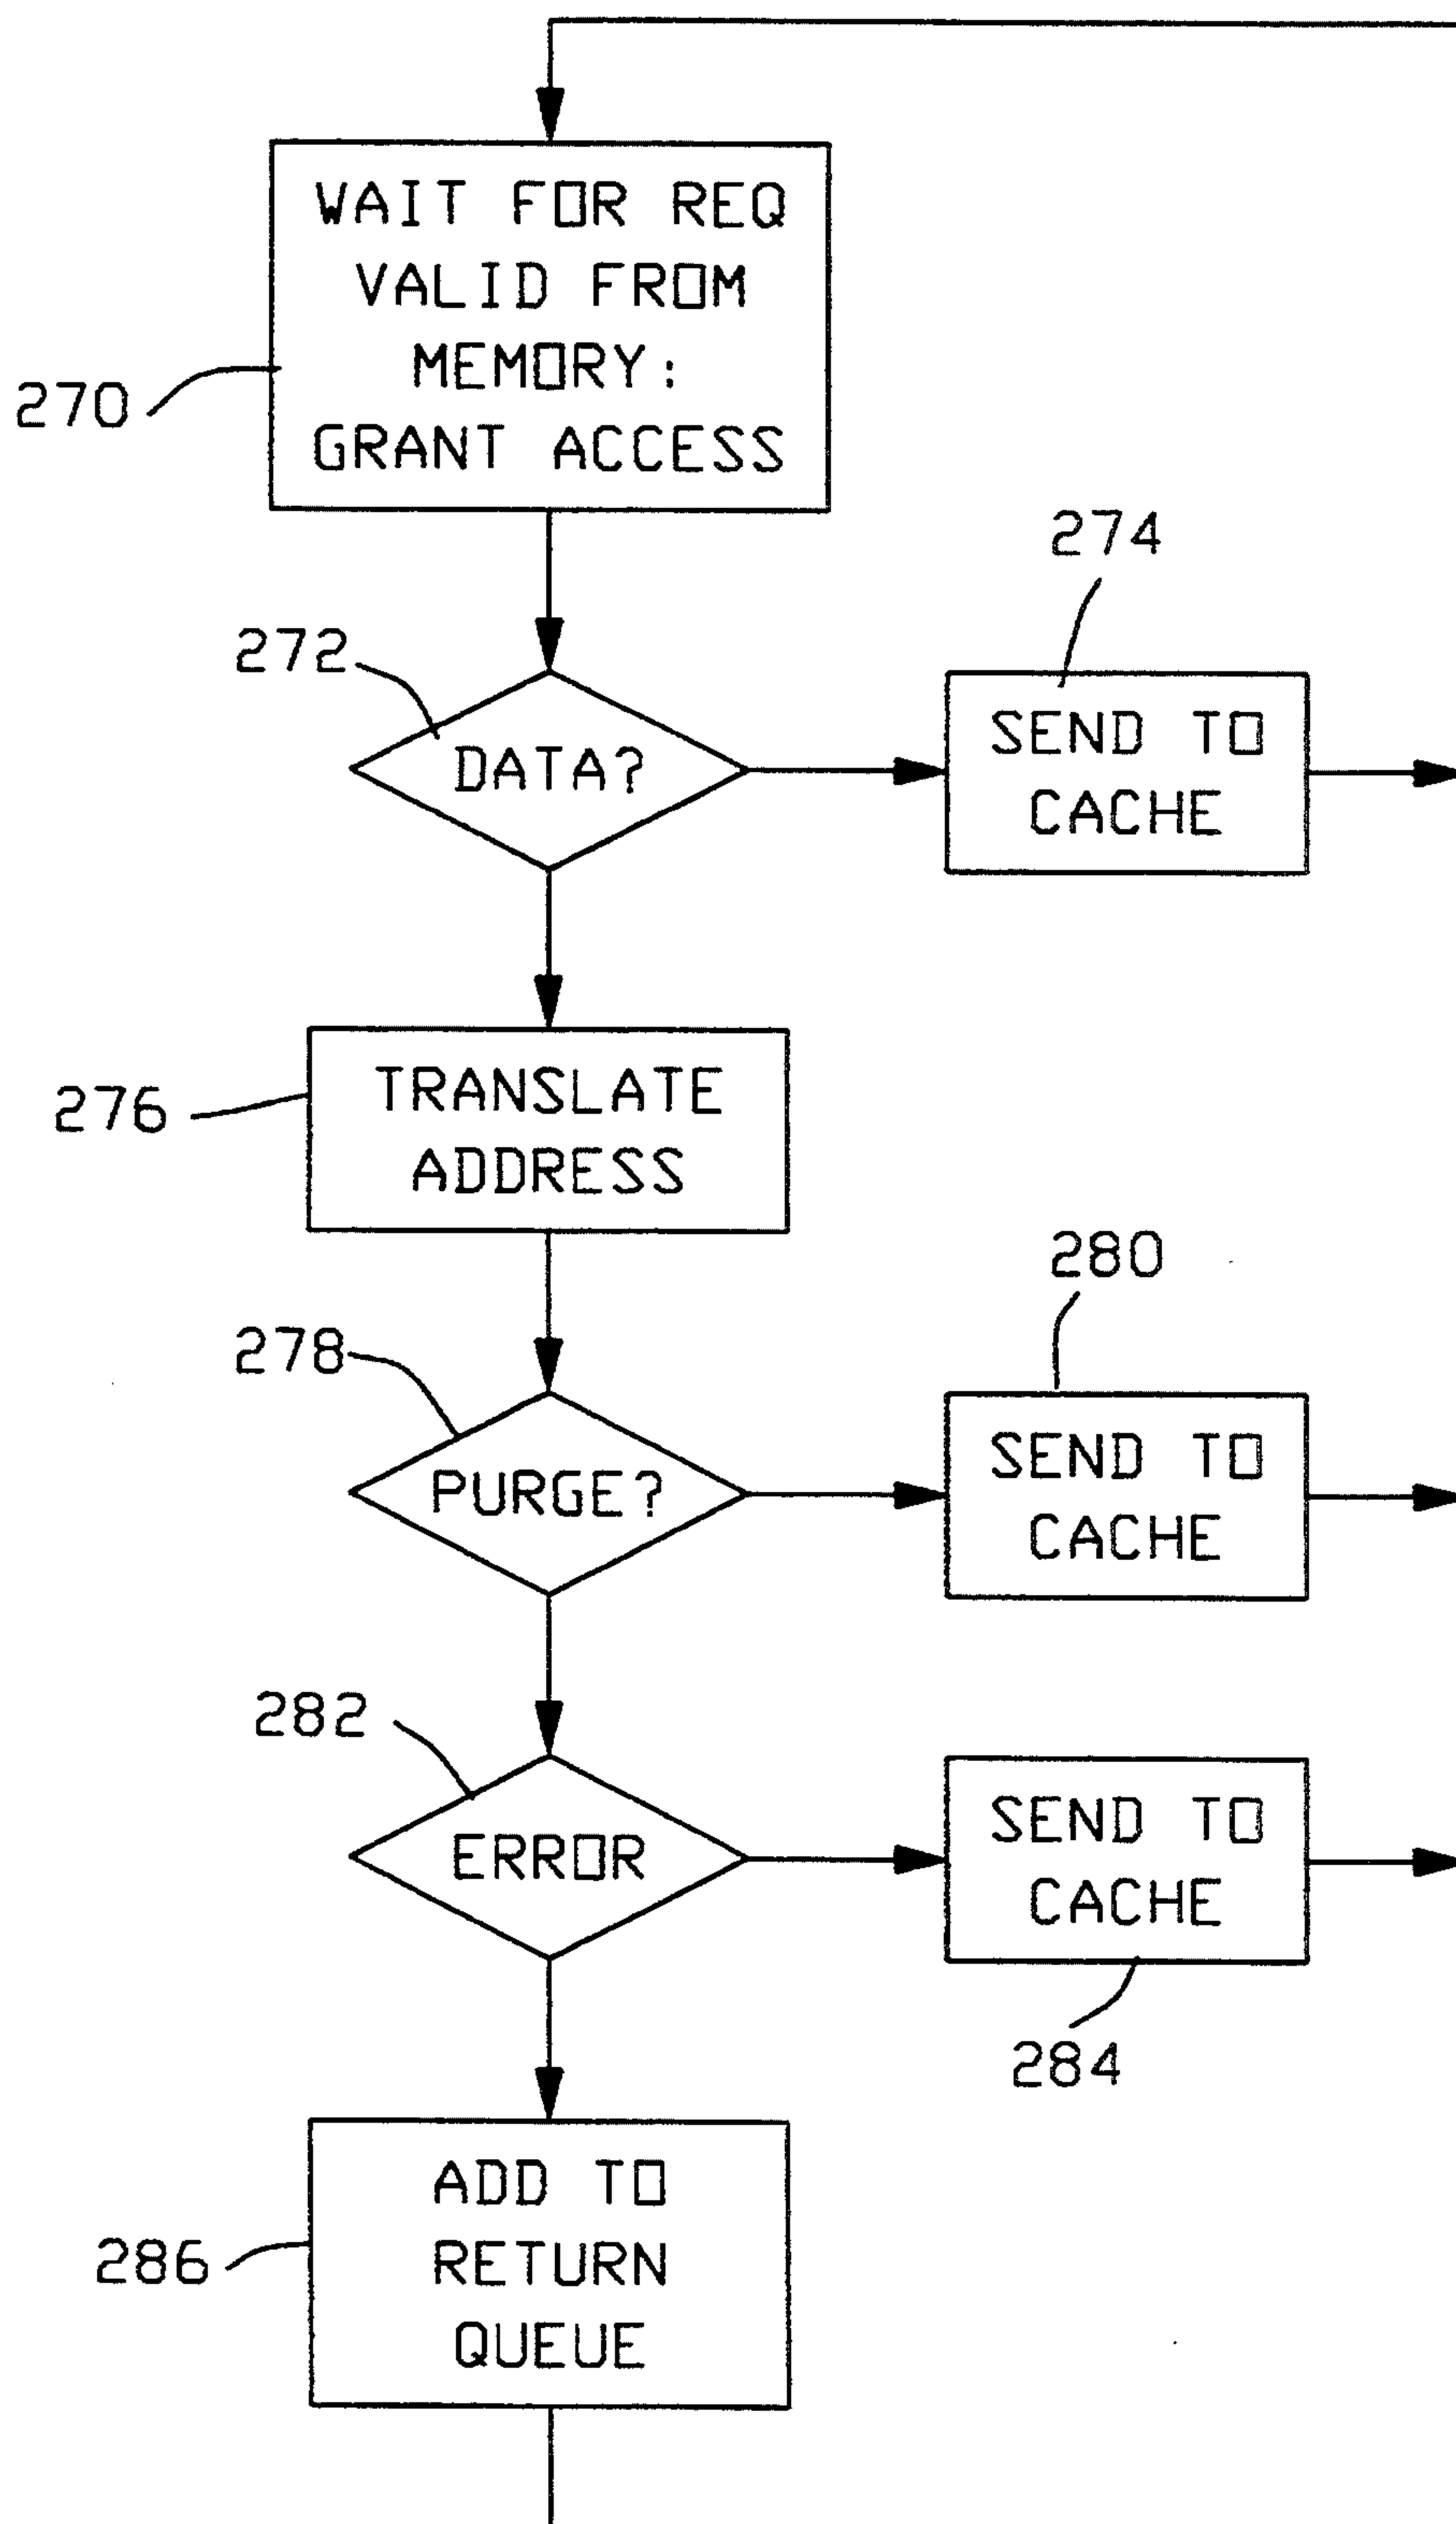 WAIT FOR REQ
VALID FROM
MEMORY:
GRANT ACCESS
270
272
DATA?
274
SEND TO
CACHE
276
TRANSLATE
ADDRESS
278
PURGE?
280
SEND TO
CACHE
282
ERROR
SEND TO
CACHE
284
286
ADD TO
RETURN
QUEUE